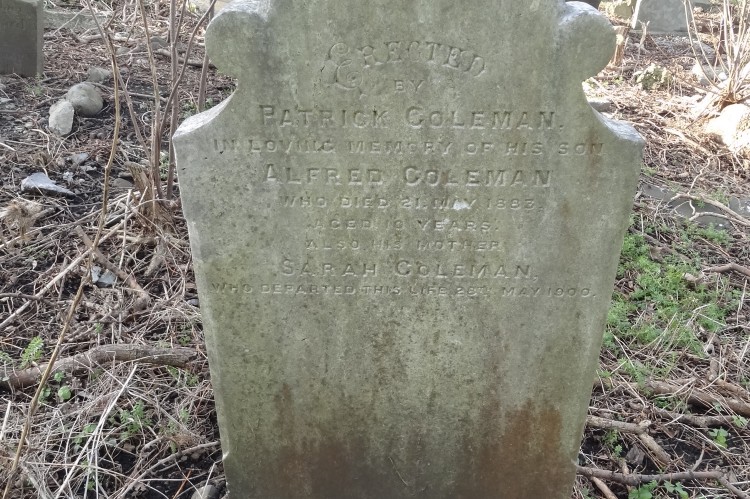 ERECTED
BY
PATRICK COLEMAN.
IN LOVING MEMORY OF HIS SON
ALFRED COLEMAN
WHO DIED 21. MAY 1883.
AGED 10 YEARS.
ALSO HIS MOTHER
SARAH COLEMAN.
WHO DEPARTED THIS LIFE 28TH MAY